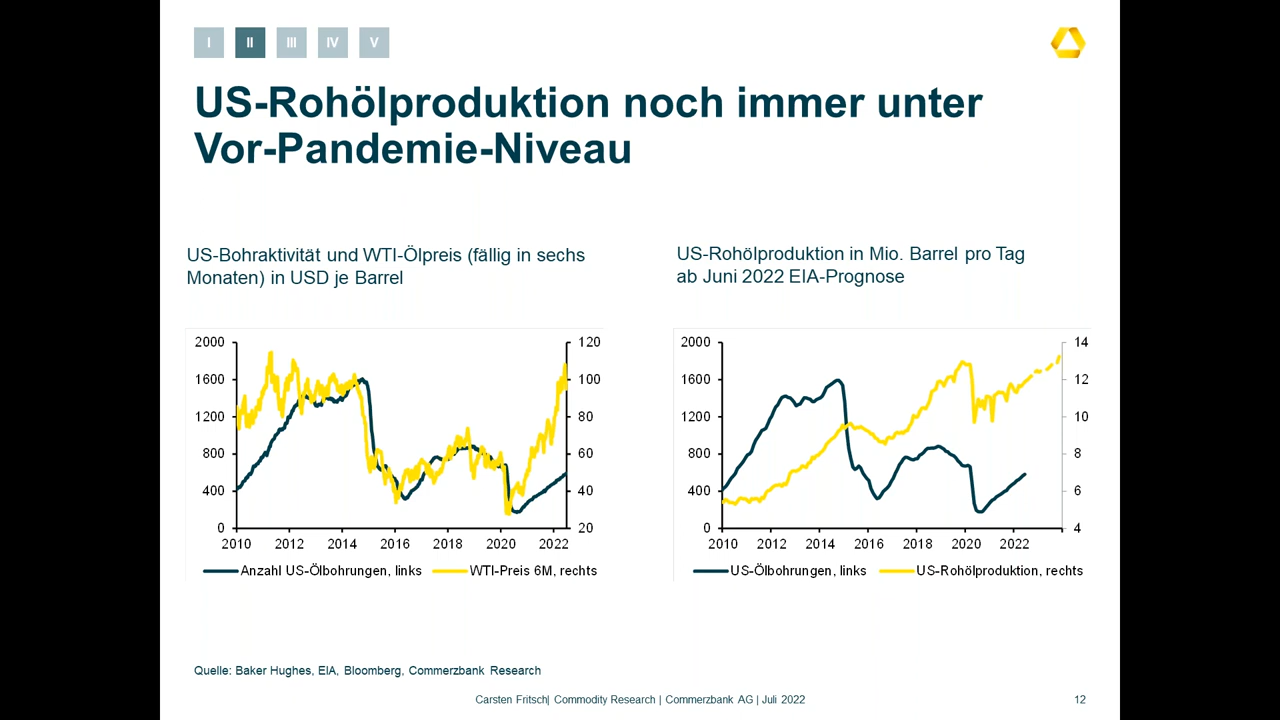 I II III IV V
US-Rohölproduktion noch immer unter
Vor-Pandemie-Niveau
US-Bohraktivität und WTI-Ölpreis (fällig in sechs
Monaten) in USD je Barrel
2000
1600
1200
800
400
0
120
100
80
60
40
20
2010 2012 2014 2016 2018 2020 2022
Anzahl US-Ölbohrungen, links WTI-Preis 6M, rechts
US-Rohölproduktion in Mio. Barrel pro Tag
ab Juni 2022 EIA-Prognose
2000
1600
1200
800
400
0
14
12
10
8
6
4
2010 2012 2014 2016 2018 2020 2022
US-Ölbohrungen, links US-Rohölproduktion, rechts
Quelle: Baker Hughes, EIA, Bloomberg, Commerzbank Research
Carsten Fritsch| Commodity Research | Commerzbank AG | Juli 2022
12